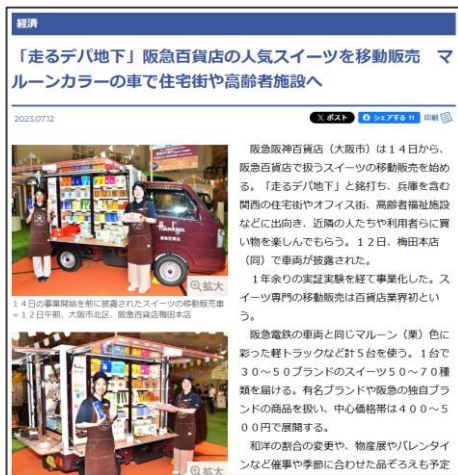 経済
「走るデパ地下」阪急百貨店の人気スイーツを移動販売　マ
ルーンカラーの車で住宅街や高齢者施設へ
2023.07.12
X ポスト
シェアする 11
印刷
拡大
14日の事業開始を前に披露されたスイーツの移動販売車
=12日午前、大阪市北区、阪急百貨店梅田本店
拡大
阪急阪神百貨店（大阪市）は１４日から、
阪急百貨店で扱うスイーツの移動販売を始め
る。「走るデパ地下」と銘打ち、兵庫を含む
関西の住宅街やオフィス街、高齢者福祉施設
などに出向き、近隣の人たちや利用者らに買
い物を楽しんでもらう。１２日、梅田本店
（同）で車両が披露された。
１年余りの実証実験を経て事業化した。ス
イーツ専門の移動販売は百貨店業界初とい
う。
阪急電鉄の車両と同じマルーン（栗）色に
彩った軽トラックなど計５台を使う。１台で
３０～５０ブランドのスイーツ５０～７０種
類を届ける。有名ブランドや阪急の独自ブラ
ンドの商品を扱い、中心価格帯は４００～５
００円で展開する。
和洋の割合の変更や、物産展やバレンタイ
ンなど催事や季節に合わせた品ぞろえも予定